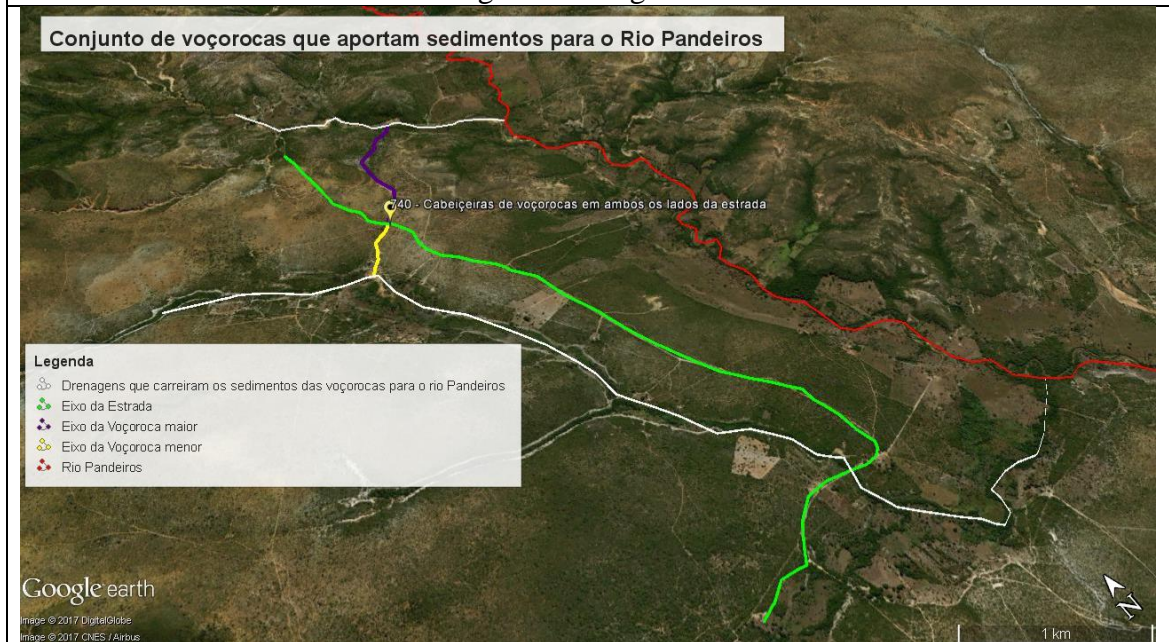 Conjunto de voçorocas que aportam sedimentos para o Rio Pandeiros
740 - Cabeiçeiras de voçorocas em ambos os lados da estrada
Legenda
Drenagens que carreiram os sedimentos das voçorocas para o rio Pandeiros
Eixo da Estrada
Eixo da Voçoroca maior
Eixo da Voçoroca menor
Rio Pandeiros
Google earth
Image © 2017 DigitalGlobe
Image © 2017 CNES / Airbus
N
1 km